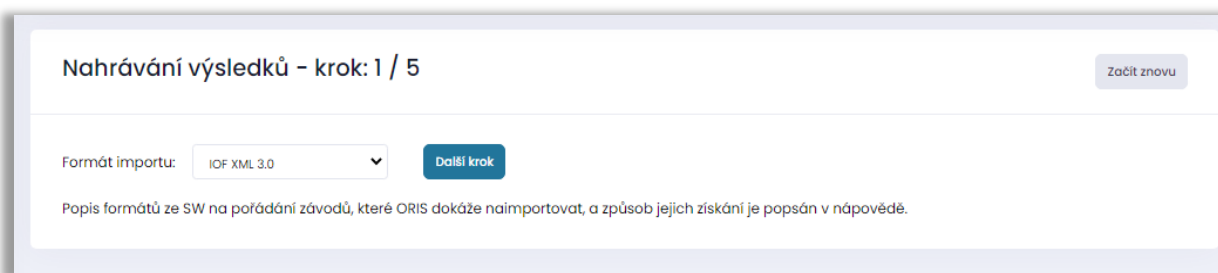 Nahrávání výsledků - krok: 1 / 5
Začít znovu
Formát importu: IOF XML 3.0 Další krok
Popis formátů ze SW na pořádání závodů, které ORIS dokáže naimportovat, a způsob jejich získání je popsán v nápovědě.